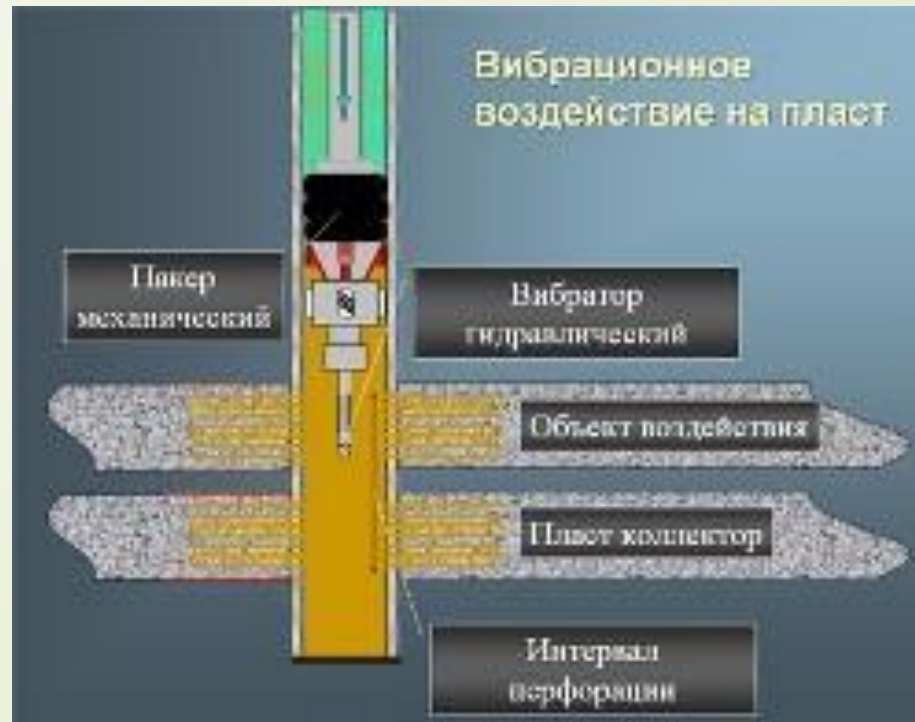 Вибрационное
воздействие на пласт
Пакер
механический
Вибратор
гидравлический
Объект воздействия
Пласт коллектор
Интервал
перфорации